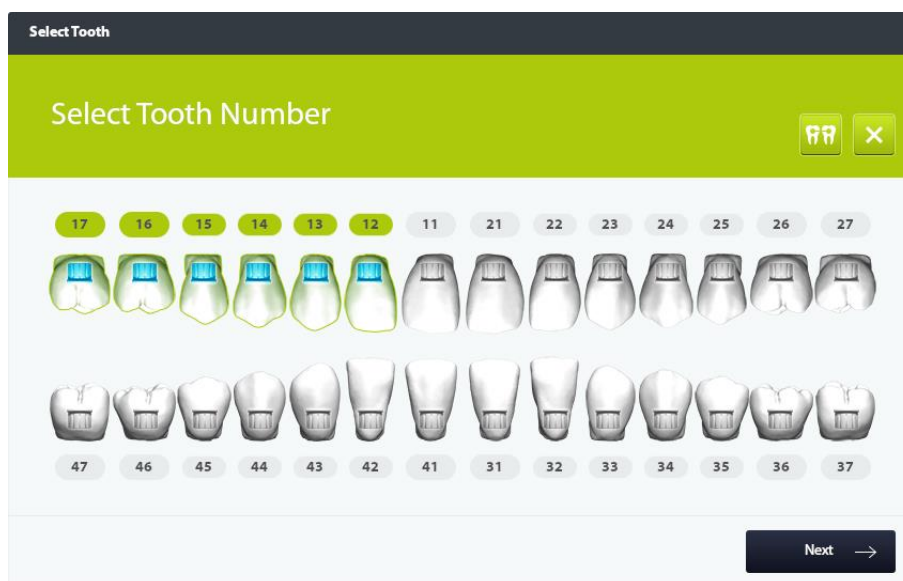 Select Tooth
Select Tooth Number
17 16 15 14 13 12 11 21 22 23 24 25 26 27
47 46 45 44 43 42 41 31 32 33 34 35 36 37
Next